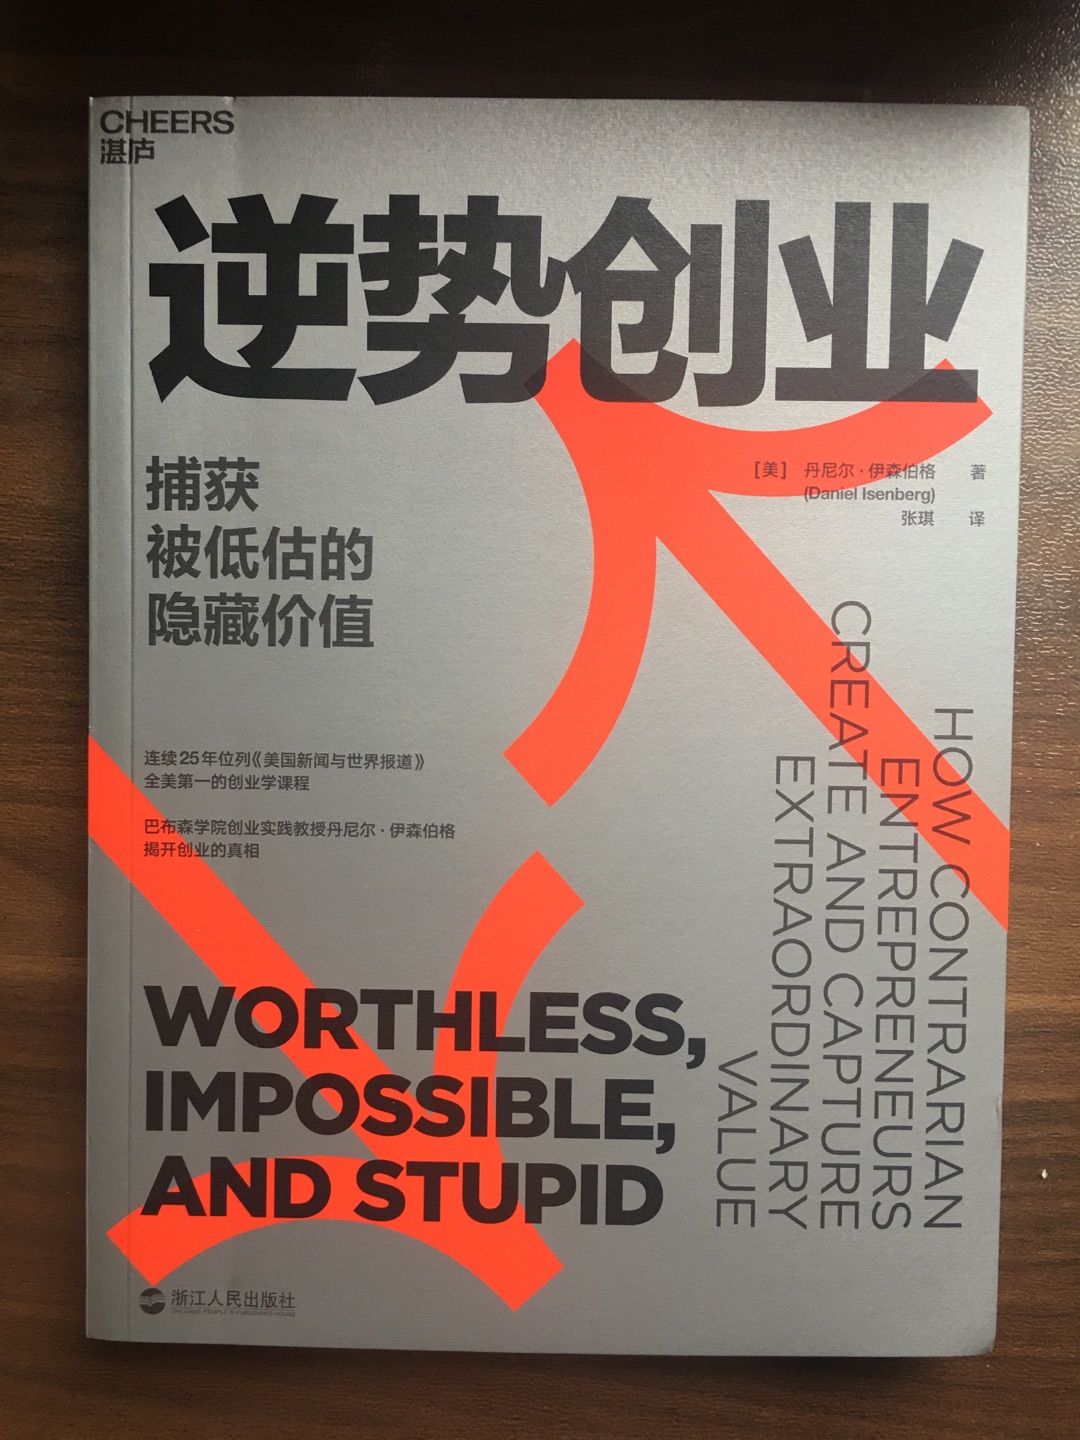 CHEERS
湛庐
逆势创业
捕获
被低估的
隐藏价值
[美] 丹尼尔·伊森伯格 著
(Daniel Isenberg)
张琪 译
连续25年位列《美国新闻与世界报道》
全美第一的创业学课程
巴布森学院创业实践教授丹尼尔·伊森伯格
揭开创业的真相
HOW CONTRARIAN
ENTREPRENEURS
CREATE AND CAPTURE
EXTRAORDINARY
VALUE
WORTHLESS,
IMPOSSIBLE,
AND STUPID
浙江人民出版社
ZHEJIANG PEOPLE'S PUBLISHING HOUSE